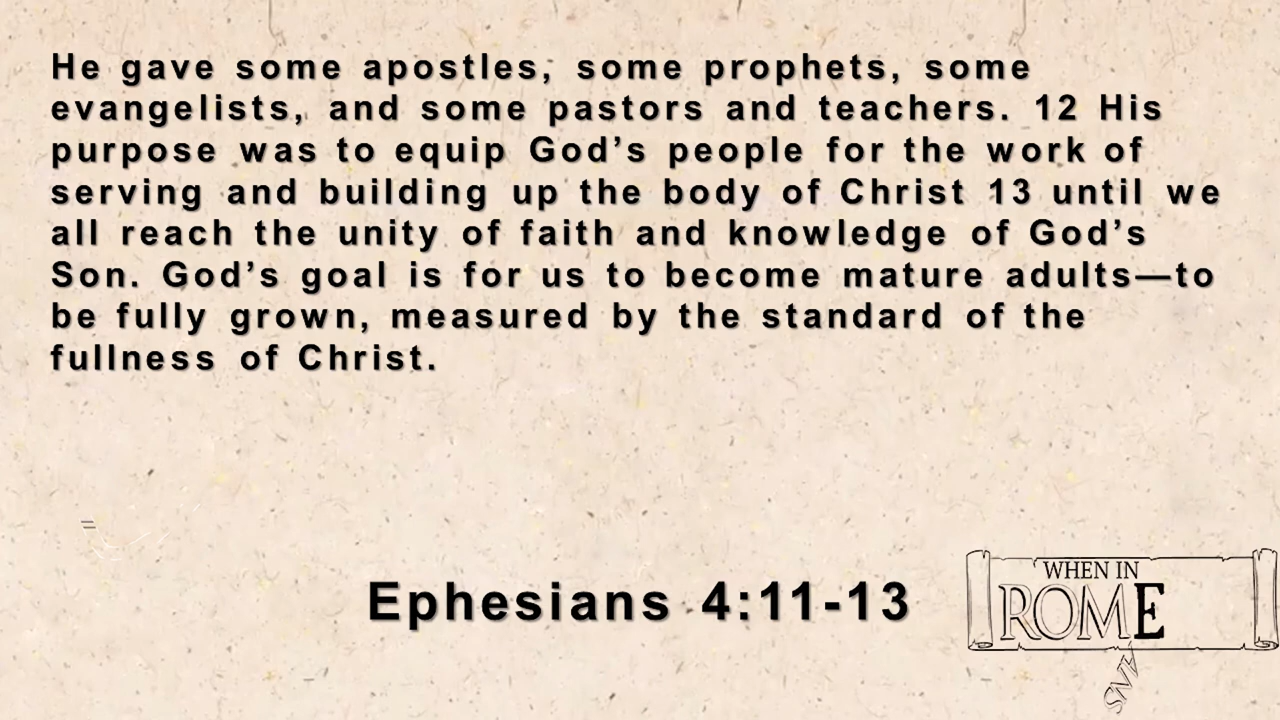 He gave some apostles, some prophets, some
evangelists, and some pastors and teachers. 12 His
purpose was to equip God’s people for the work of
serving and building up the body of Christ 13 until we
all reach the unity of faith and knowledge of God’s
Son. God’s goal is for us to become mature adults—to
be fully grown, measured by the standard of the
fullness of Christ.
Ephesians 4:11-13
WHEN IN
ROME